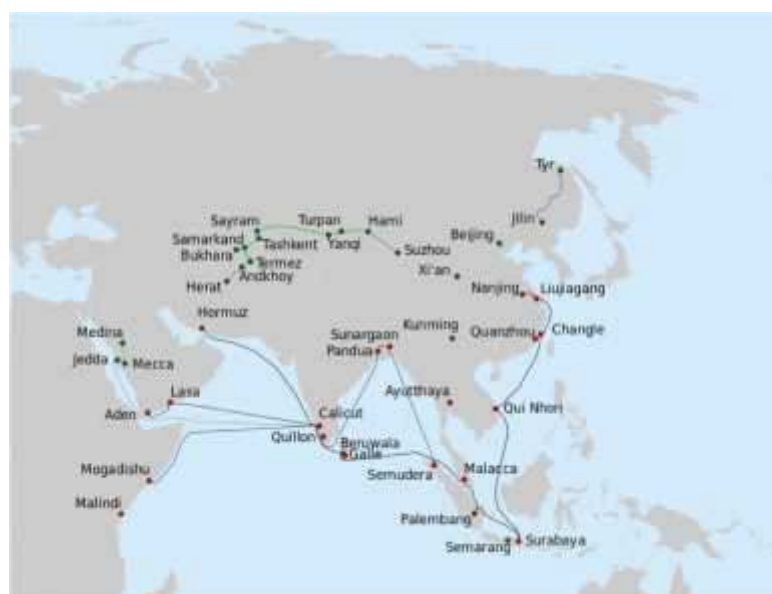 Tyr
Jilin
Sayram
Turpan
Hami
Samarkand
Tashkent
Yanqi
Beijing
Bukhara
Termez
Suzhou
Andkhoy
Xi'an
Herat
Nanjing
Liujiagang
Hormuz
Medina
Sunargaon
Kunming
Quanzhou
Changle
Jedda
Mecca
Pandua
Lasa
Ayutthaya
Aden
Calicut
Qui Nhon
Quillon
Beruwala
Galle
Mogadishu
Semudera
Malacca
Malindi
Palembang
Semarang
Surabaya